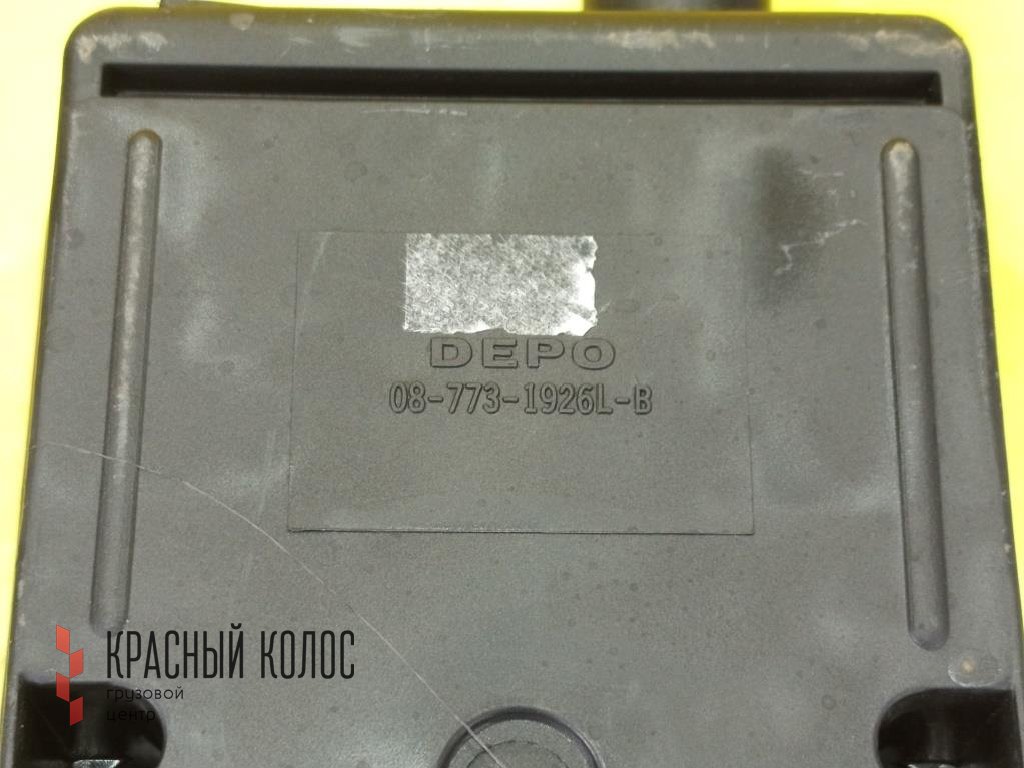 DEPO
08-773-1926L-B
КРАСНЫЙ КОЛОС
грузовой
центр